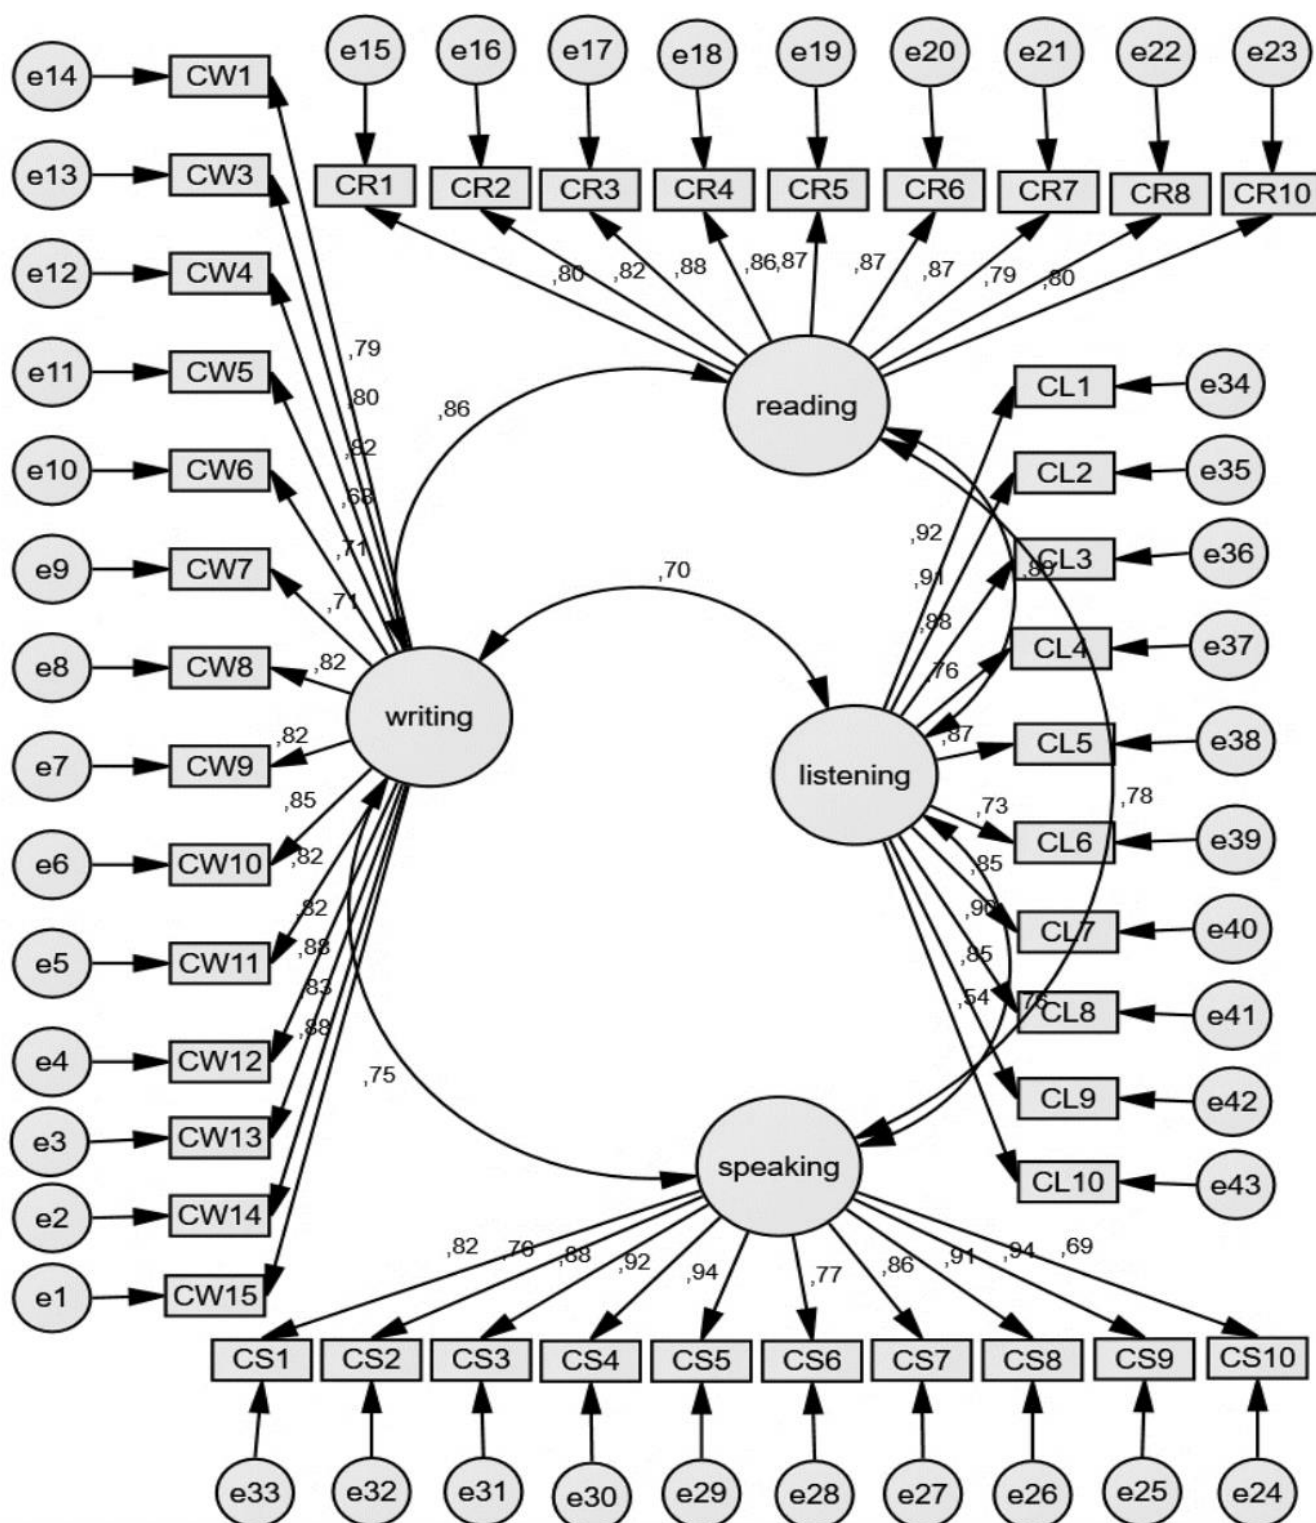 e14 CW1
e13 CW3
e12 CW4
e11 CW5
e10 CW6
e9 CW7
e8 CW8
e7 CW9
e6 CW10
e5 CW11
e4 CW12
e3 CW13
e2 CW14
e1 CW15
,79
,80
,82
,68
,71
,71
,82
,82
,85
,82
,82
,88
,83
,88
writing
e15 e16 e17 e18 e19 e20 e21 e22 e23
CR1 CR2 CR3 CR4 CR5 CR6 CR7 CR8 CR10
,80 ,82 ,88 ,86 ,87 ,87 ,87 ,79 ,80
reading
,86
,70
,75
,78
CL1 e34
CL2 e35
CL3 e36
CL4 e37
CL5 e38
CL6 e39
CL7 e40
CL8 e41
CL9 e42
CL10 e43
,92
,91
,88
,76
,87
,73
,85
,90
,85
,54
listening
speaking
,82 ,76 ,88 ,92 ,94 ,77 ,86 ,91 ,94 ,69
CS1 CS2 CS3 CS4 CS5 CS6 CS7 CS8 CS9 CS10
e33 e32 e31 e30 e29 e28 e27 e26 e25 e24